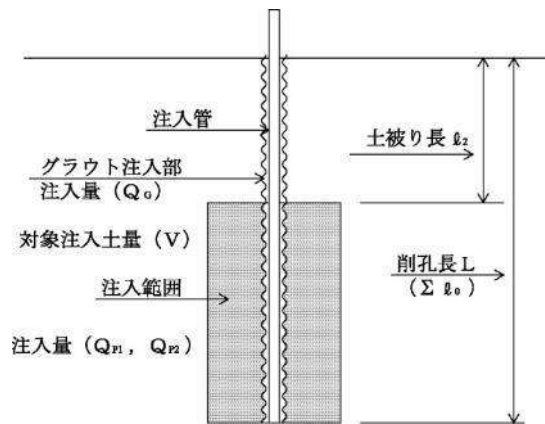 注入管
土被り長 ℓ₂
グラウト注入部
注入量（Q_G）
対象注入土量（V）
注入範囲
削孔長L
（Σ ℓ₀）
注入量（Q_P1，Q_P2）